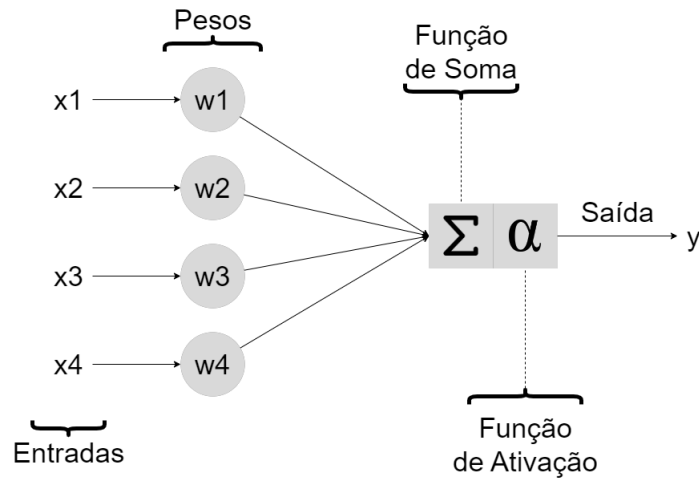 Pesos
Função
de Soma
x1
w1
x2
w2
x3
w3
x4
w4
Σ
α
Saída
y
Entradas
Função
de Ativação